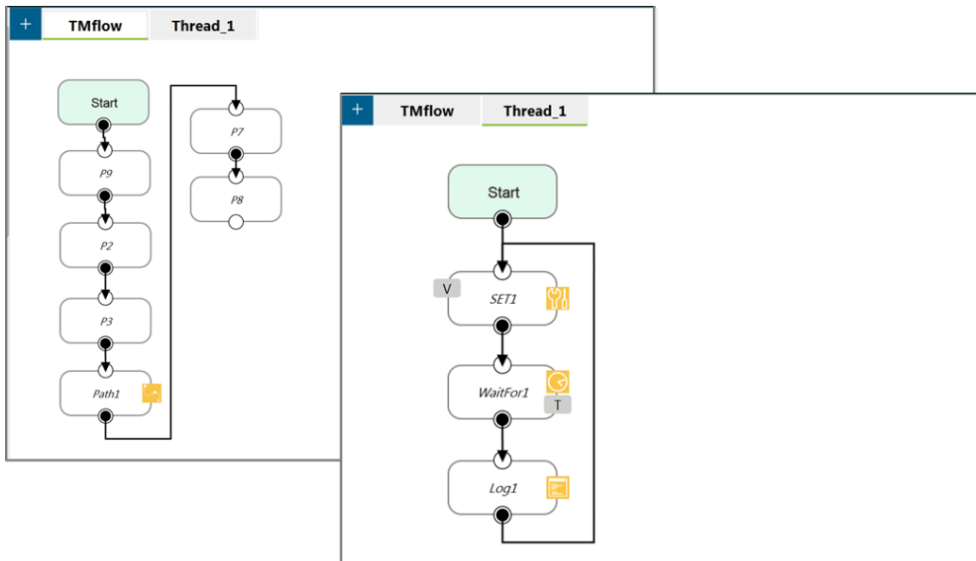 + TMflow Thread_1
Start
P9
P2
P3
Path1
P7
P8
+ TMflow Thread_1
Start
V
SET1
WaitFor1
T
Log1